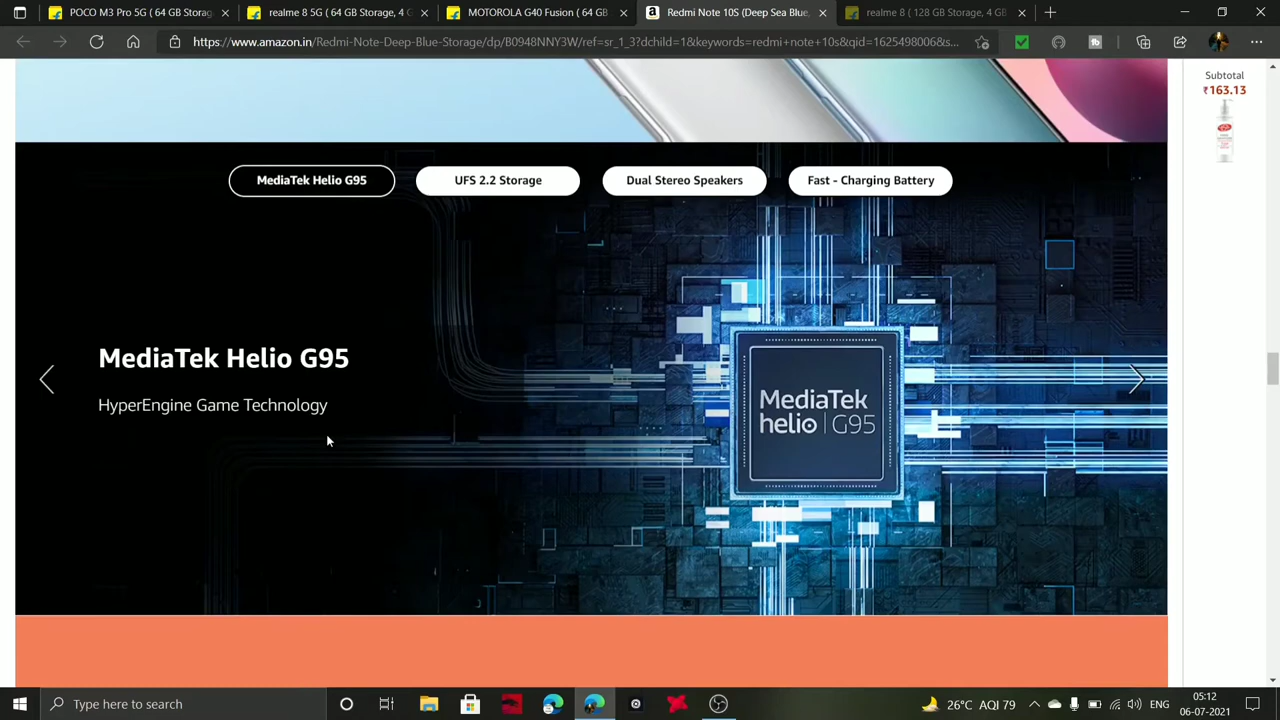 POCO M3 Pro 5G ( 64 GB Storag
realme 8 5G ( 64 GB Storage, 4 G
MOTOROLA G40 Fusion ( 64 GB
Redmi Note 10S (Deep Sea Blue,
realme 8 ( 128 GB Storage, 4 GB
https://www.amazon.in/Redmi-Note-Deep-Blue-Storage/dp/B0948NNY3W/ref=sr_1_3?dchild=1&keywords=redmi+note+10s&qid=1625498006&s...
Subtotal
₹163.13
MediaTek Helio G95
UFS 2.2 Storage
Dual Stereo Speakers
Fast - Charging Battery
MediaTek Helio G95
HyperEngine Game Technology
MediaTek
helio | G95
Type here to search
26°C AQI 79
ENG
05:12
06-07-2021